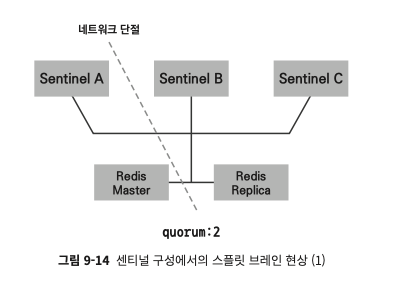 네트워크 단절
Sentinel A
Sentinel B
Sentinel C
Redis
Master
Redis
Replica
quorum:2
그림 9-14 센티널 구성에서의 스플릿 브레인 현상 (1)